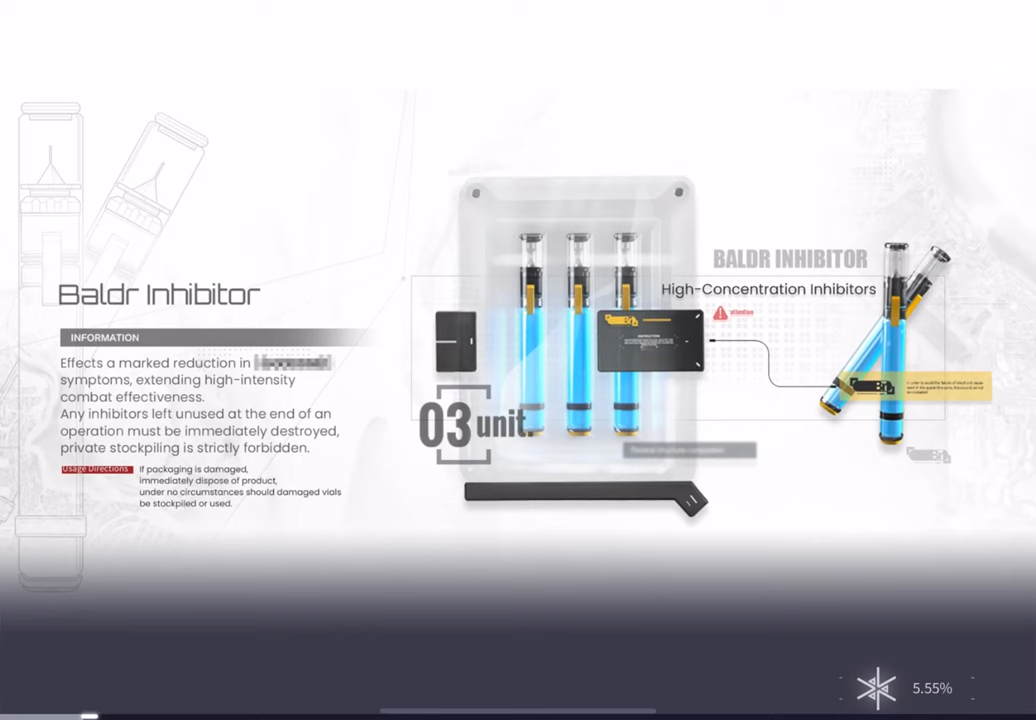 Baldr Inhibitor
INFORMATION
Effects a marked reduction in
symptoms, extending high-intensity
combat effectiveness.
Any inhibitors left unused at the end of an
operation must be immediately destroyed,
private stockpiling is strictly forbidden.
Usage Directions
If packaging is damaged,
immediately dispose of product,
under no circumstances should damaged vials
be stockpiled or used.
03 unit.
BALDR INHIBITOR
High-Concentration Inhibitors
attention
5.55%